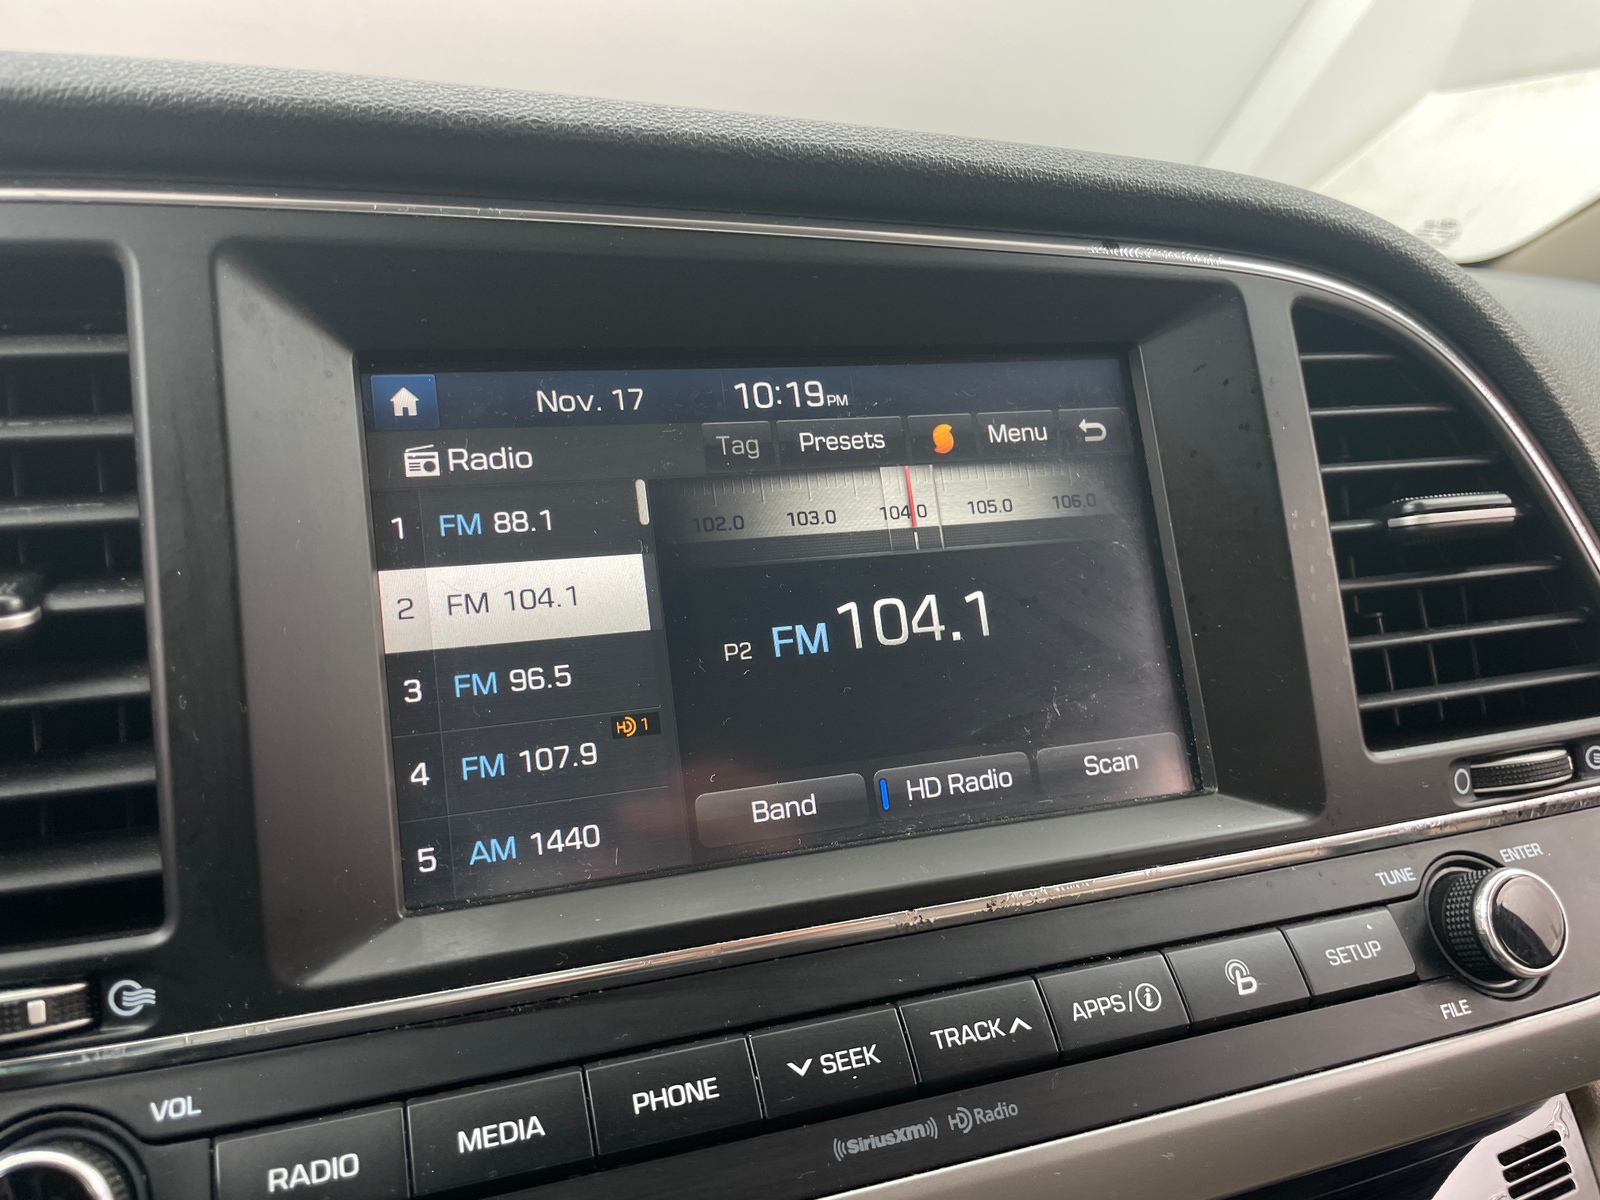 Nov. 17 10:19PM
Radio Tag Presets Menu
1 FM 88.1
2 FM 104.1
3 FM 96.5
4 FM 107.9 HD 1
5 AM 1440
102.0 103.0 104.0 105.0 106.0
P2 FM 104.1
Band HD Radio Scan
VOL
RADIO MEDIA PHONE SEEK TRACK APPS/i SETUP
TUNE
ENTER
FILE
SiriusXM HD Radio